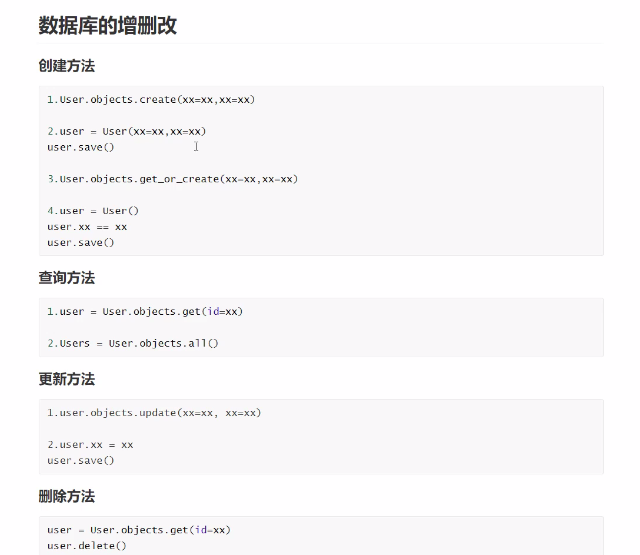 数据库的增删改
创建方法
1.User.objects.create(xx=xx,xx=xx)
2.user = User(xx=xx,xx=xx)
user.save()
3.User.objects.get_or_create(xx=xx,xx=xx)
4.user = User()
user.xx == xx
user.save()
查询方法
1.user = User.objects.get(id=xx)
2.Users = User.objects.all()
更新方法
1.user.objects.update(xx=xx, xx=xx)
2.user.xx = xx
user.save()
删除方法
user = User.objects.get(id=xx)
user.delete()